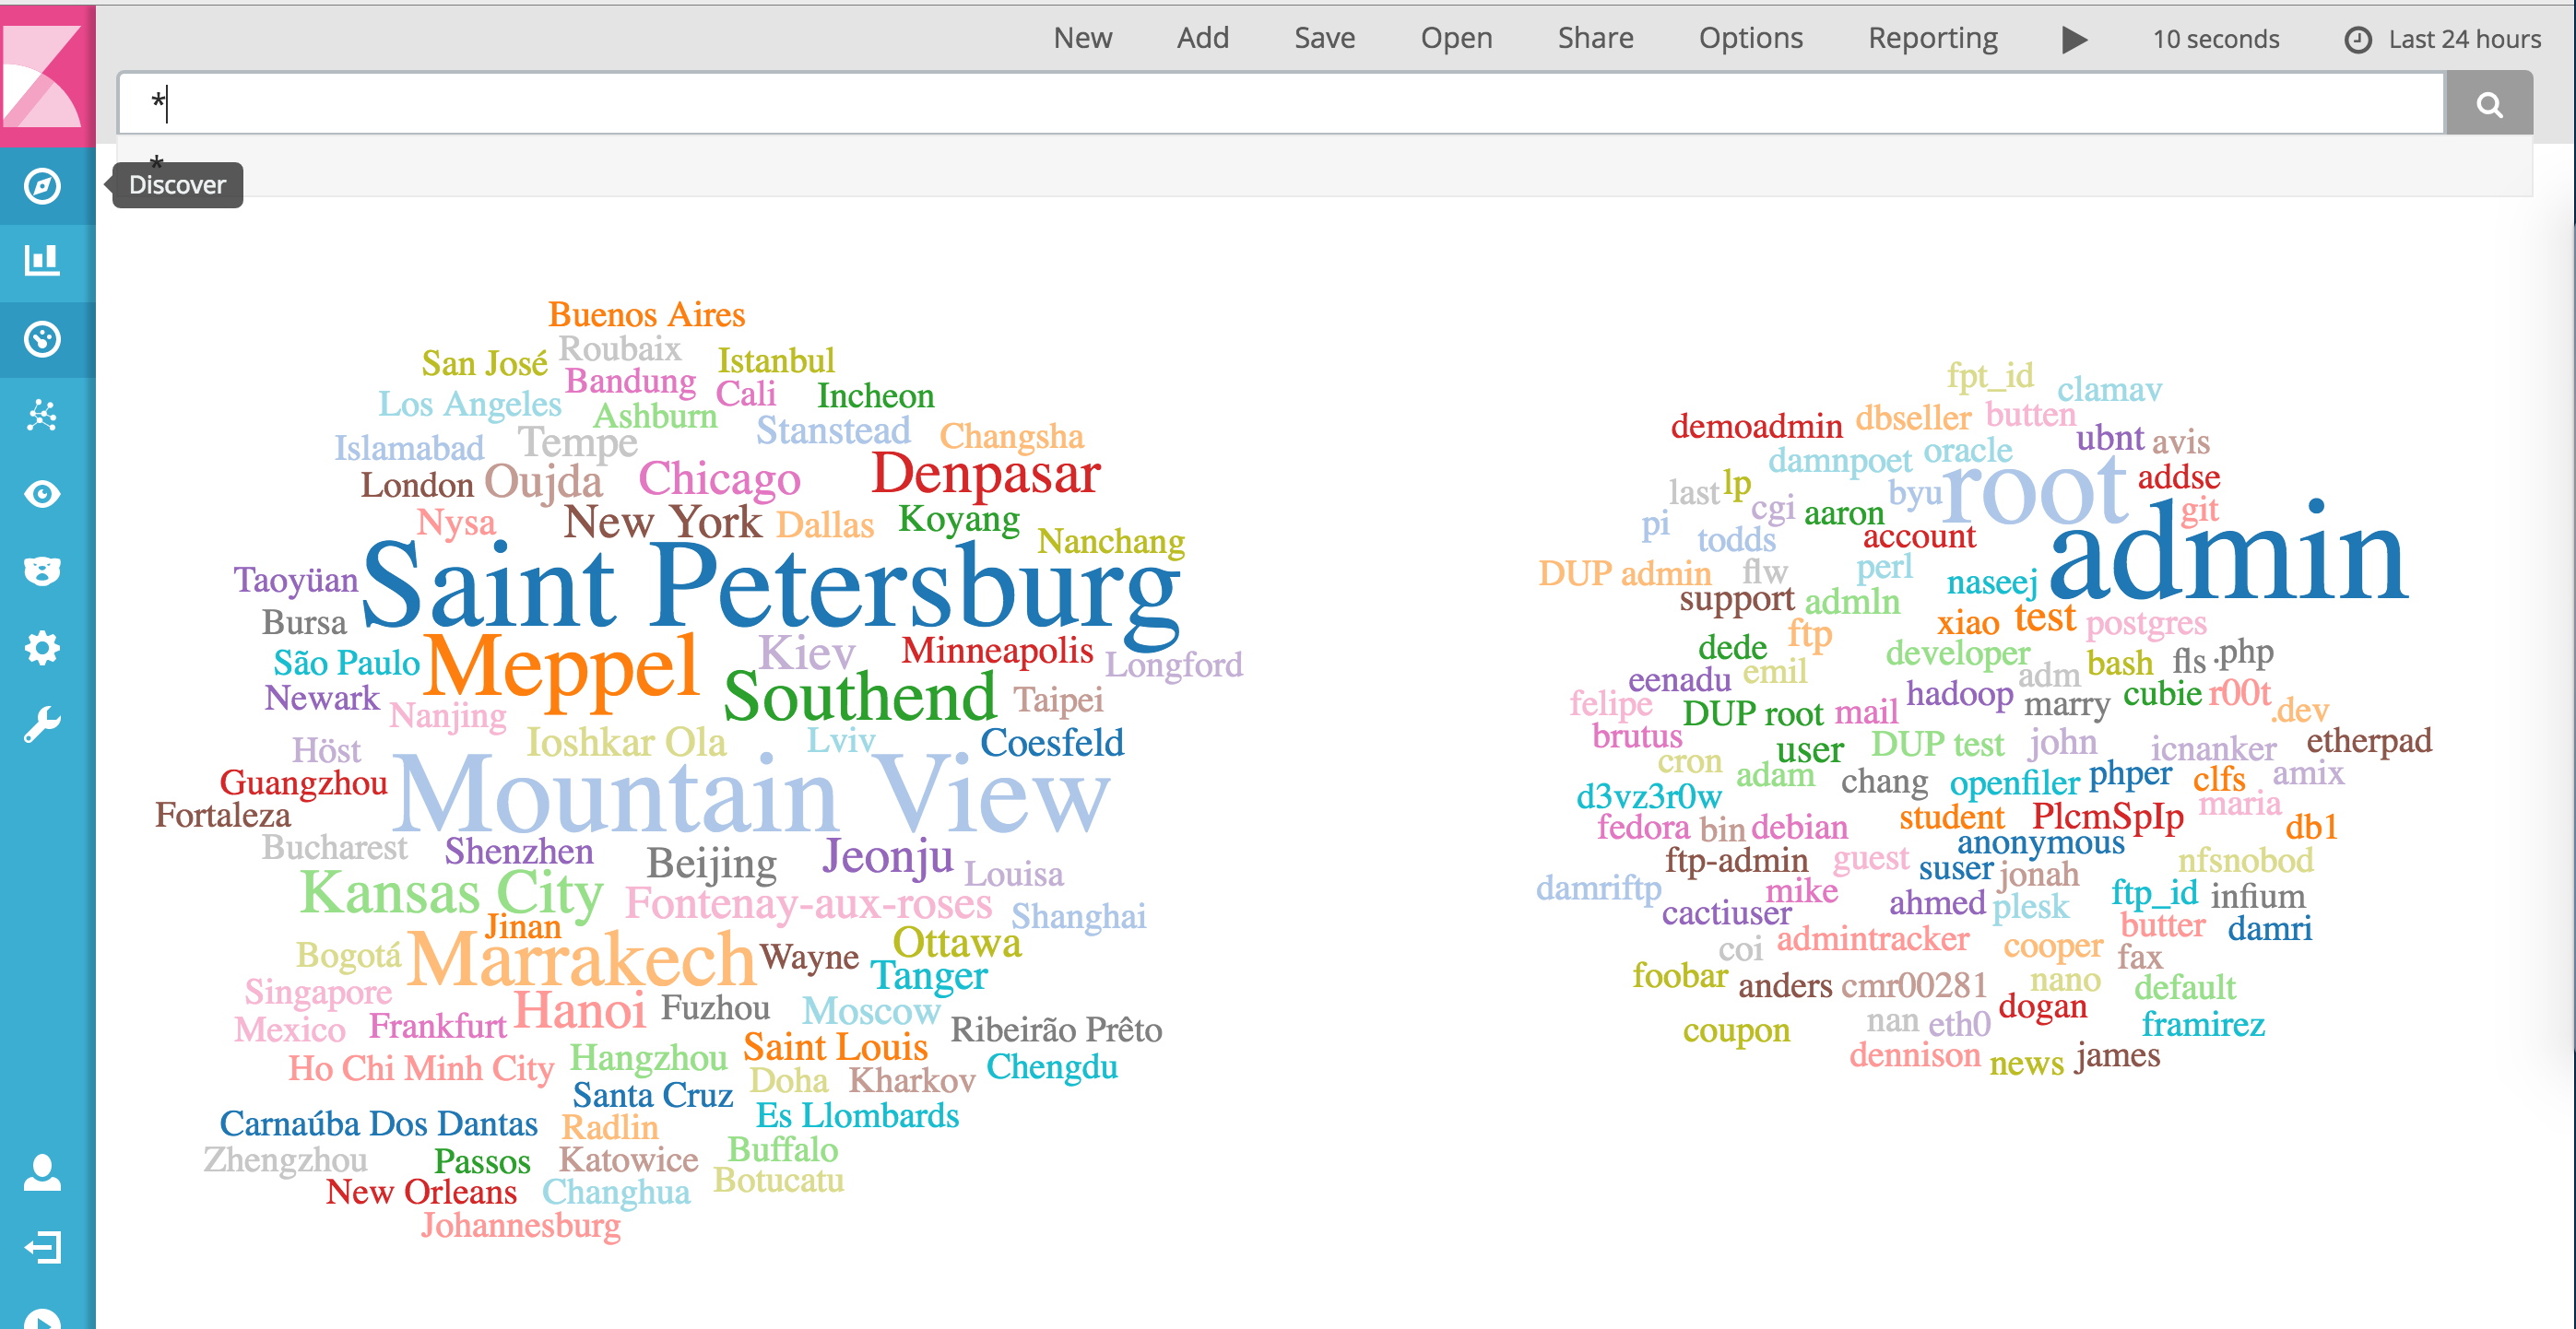 New Add Save Open Share Options Reporting 10 seconds Last 24 hours
*
*
Discover
Buenos Aires
San José Roubaix Istanbul
Los Angeles Bandung Cali Incheon
Ashburn Stanstead Changsha
Islamabad Tempe
London Oujda Chicago Denpasar
Nysa New York Dallas Koyang Nanchang
Taoyüan Saint Petersburg
Bursa
São Paulo Meppel Kiev Minneapolis Longford
Newark Nanjing Southend Taipei
Höst Ioshkar Ola Lviv Coesfeld
Guangzhou Mountain View
Fortaleza
Bucharest Shenzhen Beijing Jeonju Louisa
Kansas City Fontenay-aux-roses Shanghai
Jinan Ottawa
Bogotá Marrakech Wayne Tanger
Singapore Hanoi Fuzhou Moscow
Mexico Frankfurt Ribeirão Prêto
Ho Chi Minh City Hangzhou Saint Louis Chengdu
Santa Cruz Doha Kharkov
Carnaúba Dos Dantas Radlin Es Llombards
Zhengzhou Passos Katowice Buffalo
New Orleans Changhua Botucatu
Johannesburg
fpt_id clamav
demoadmin dbseller butten
damnpoet oracle ubnt avis
last lp byu root addse
pi cgi aaron git
todds account admin
DUP admin flw perl naseej
support admln
ftp xiao test postgres
dede developer bash fls .php
eenadu emil adm
felipe DUP root mail hadoop marry cubie r00t .dev
brutus user DUP test john icnanker etherpad
cron adam chang openfiler phper clfs amix
d3vz3r0w student PlcmSpIp maria
fedora bin debian anonymous db1
ftp-admin guest suser jonah nfsnobod
damriftp mike ahmed plesk ftp_id infium
cactiuser butter damri
coi admintracker cooper fax
foobar anders cmr00281 nano default
coupon nan eth0 dogan framirez
dennison news james